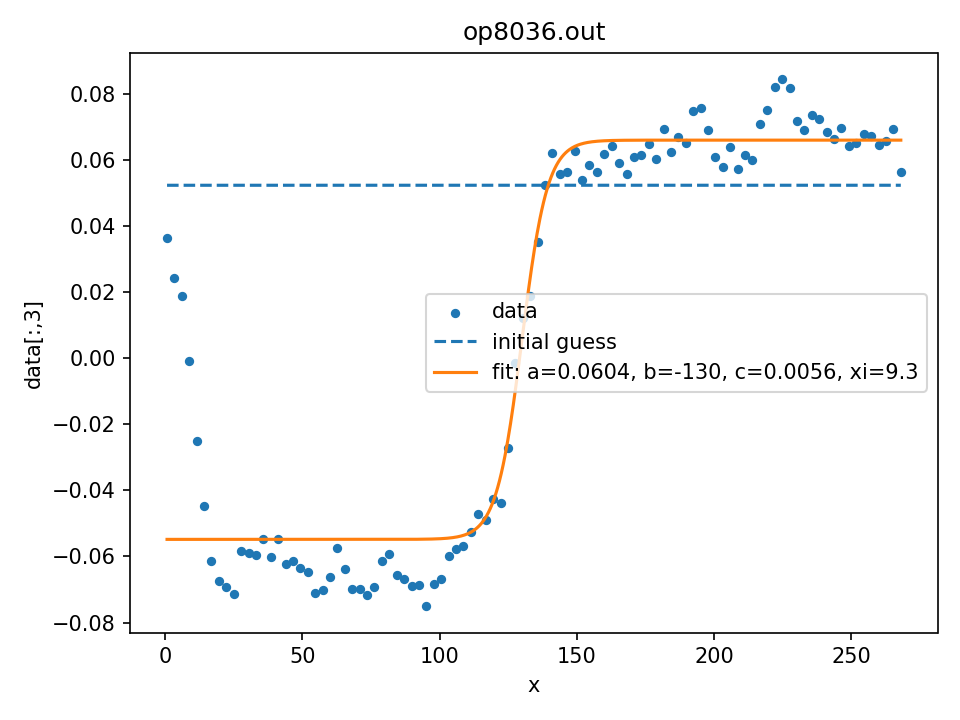 op8036.out
data[:,3]
0.08
0.06
0.04
0.02
0.00
−0.02
−0.04
−0.06
−0.08
data
initial guess
fit: a=0.0604, b=-130, c=0.0056, xi=9.3
0 50 100 150 200 250
x